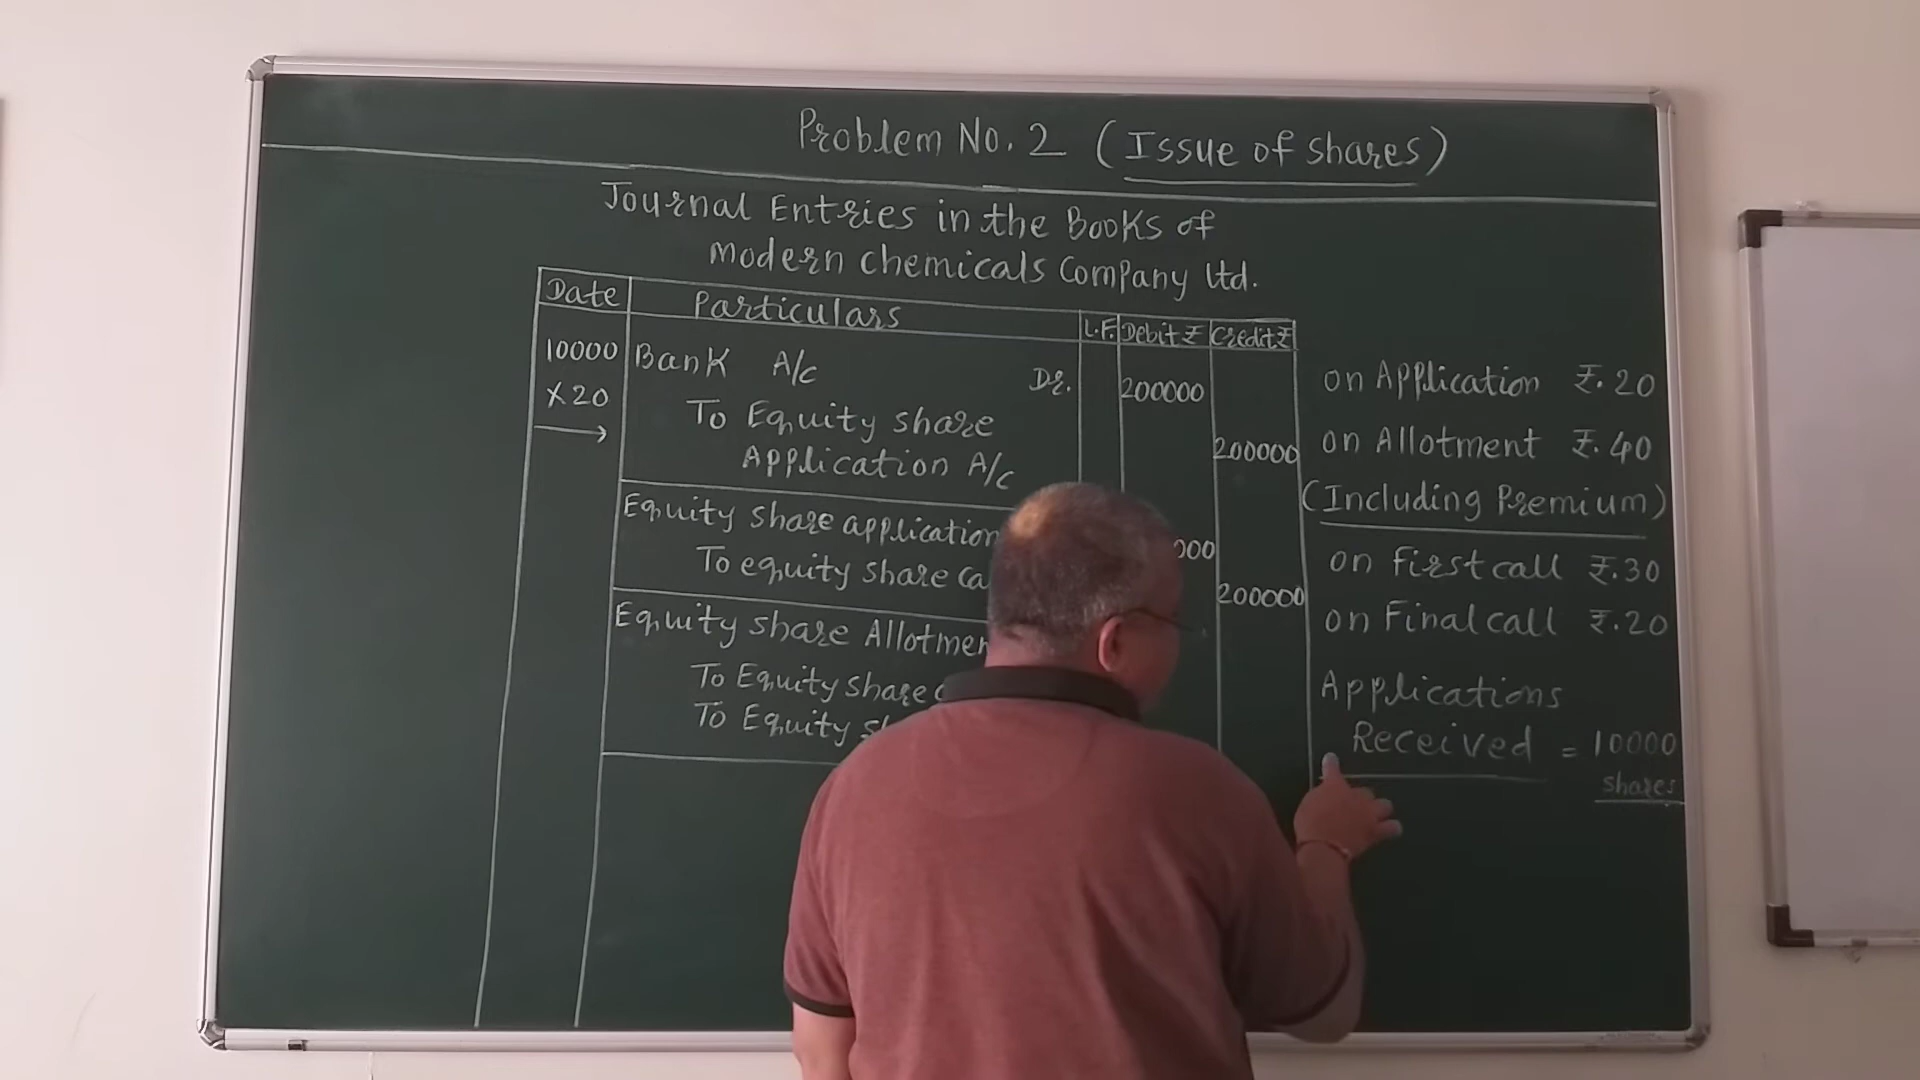 Problem No. 2 (Issue of shares)
Journal Entries in the Books of
Modern Chemicals Company Ltd.
Date Particulars L.F. Debit ₹ Credit ₹
10000 Bank A/c Dr. 200000
X 20 To Equity share
Application A/c 200000
Equity share application
To equity share 200000
Equity share
To Equity share
To Equity
on Application ₹. 20
on Allotment ₹. 40
(Including Premium)
on First call ₹. 30
on Final call ₹. 20
Applications
Received = 10000
shares